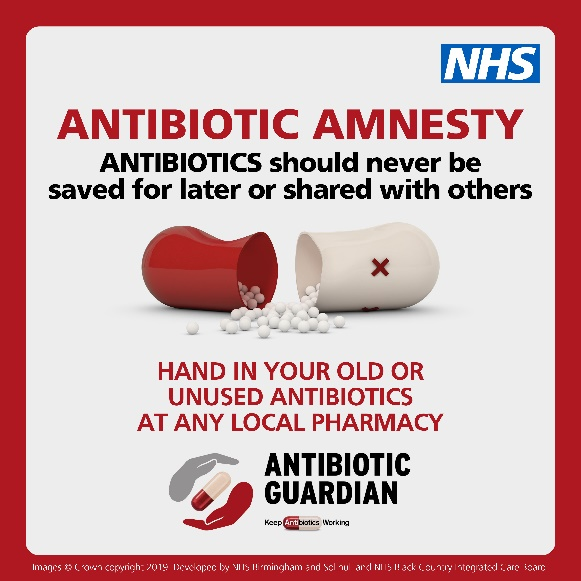 NHS
ANTIBIOTIC AMNESTY
ANTIBIOTICS should never be
saved for later or shared with others
HAND IN YOUR OLD OR
UNUSED ANTIBIOTICS
AT ANY LOCAL PHARMACY
ANTIBIOTIC
GUARDIAN
Keep Antibiotics Working
Images © Crown copyright 2019. Developed by NHS Birmingham and Solihull and NHS Black Country Integrated Care Board